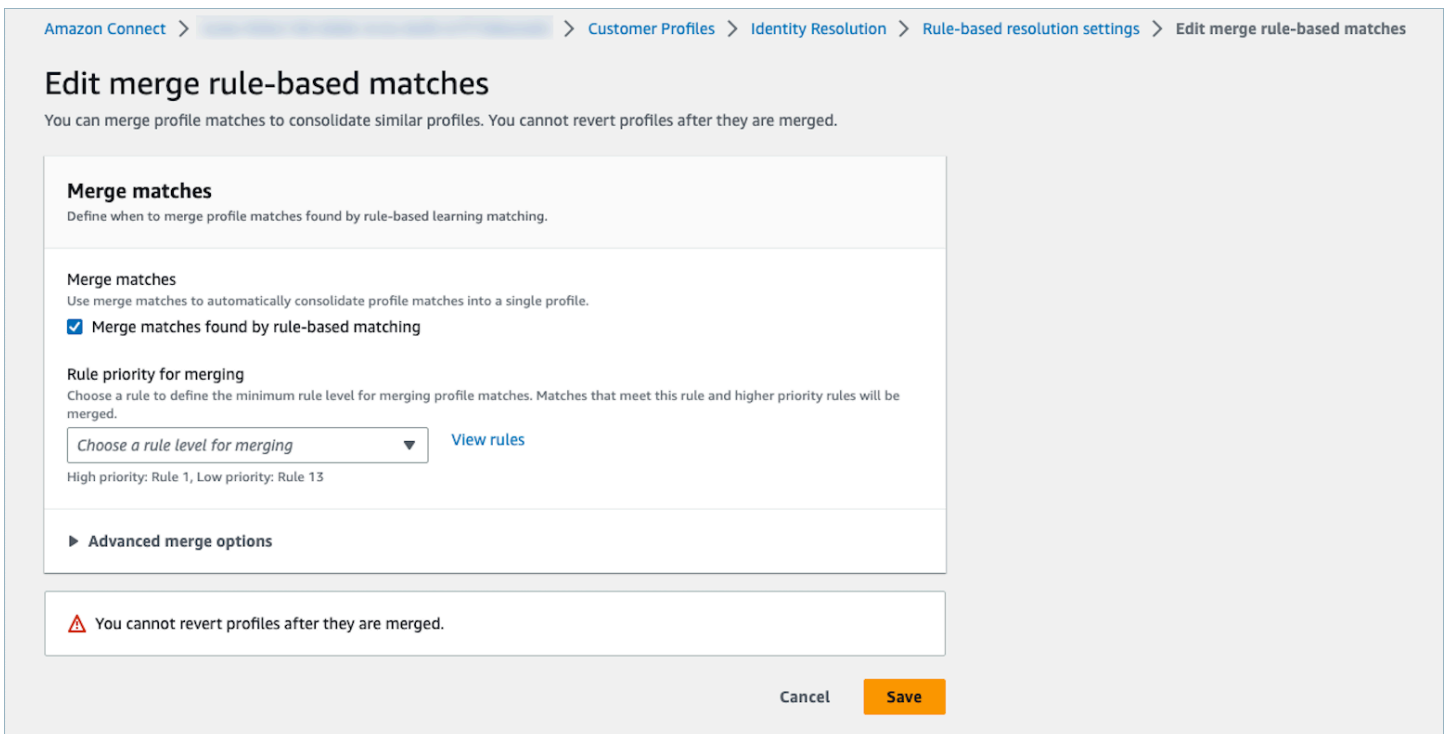 Amazon Connect > > Customer Profiles > Identity Resolution > Rule-based resolution settings > Edit merge rule-based matches
Edit merge rule-based matches
You can merge profile matches to consolidate similar profiles. You cannot revert profiles after they are merged.
Merge matches
Define when to merge profile matches found by rule-based learning matching.
Merge matches
Use merge matches to automatically consolidate profile matches into a single profile.
Merge matches found by rule-based matching
Rule priority for merging
Choose a rule to define the minimum rule level for merging profile matches. Matches that meet this rule and higher priority rules will be
merged.
Choose a rule level for merging View rules
High priority: Rule 1, Low priority: Rule 13
Advanced merge options
You cannot revert profiles after they are merged.
Cancel Save